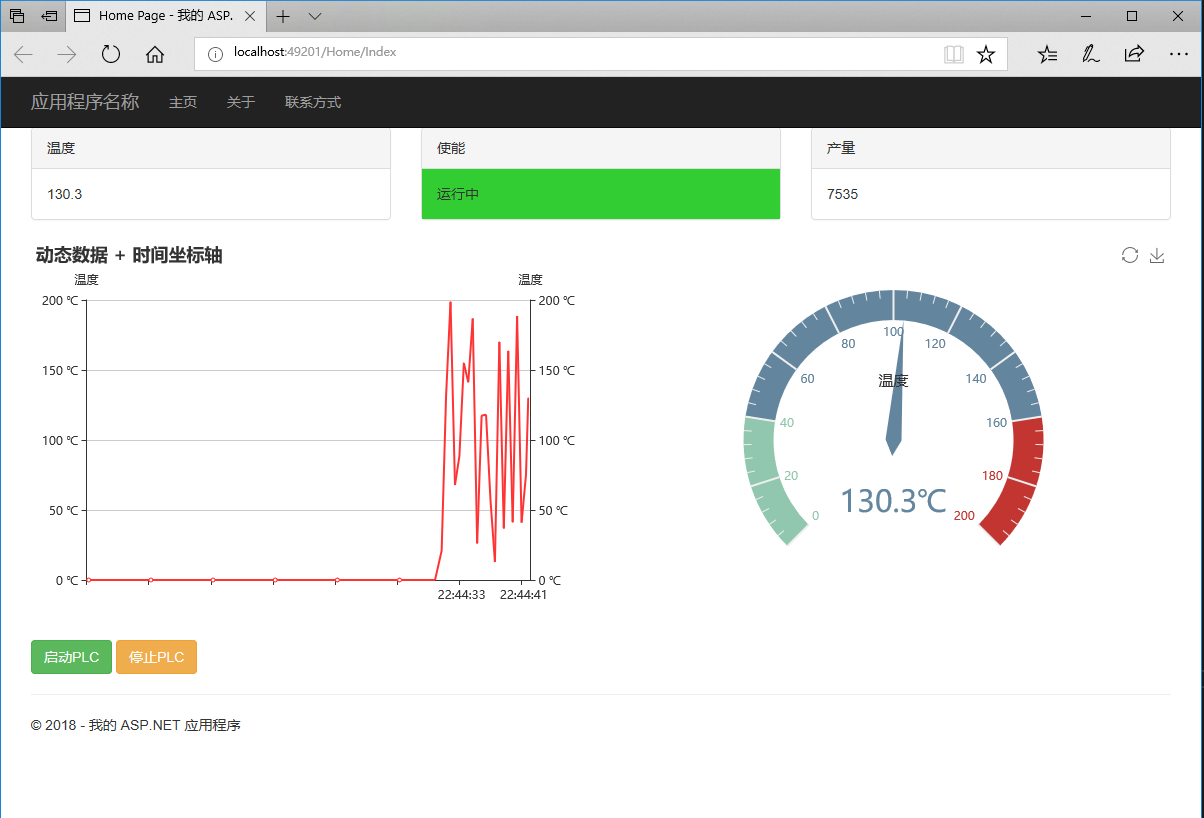 Home Page - 我的 ASP.
localhost:49201/Home/Index
应用程序名称 主页 关于 联系方式
温度 使能 产量
130.3 运行中 7535
动态数据 + 时间坐标轴
温度 温度
200 ℃ 200 ℃
150 ℃ 150 ℃
100 ℃ 100 ℃
50 ℃ 50 ℃
0 ℃ 0 ℃
22:44:33 22:44:41
0 20 40 60 80 100 120 140 160 180 200
温度
130.3℃
启动PLC 停止PLC
© 2018 - 我的 ASP.NET 应用程序